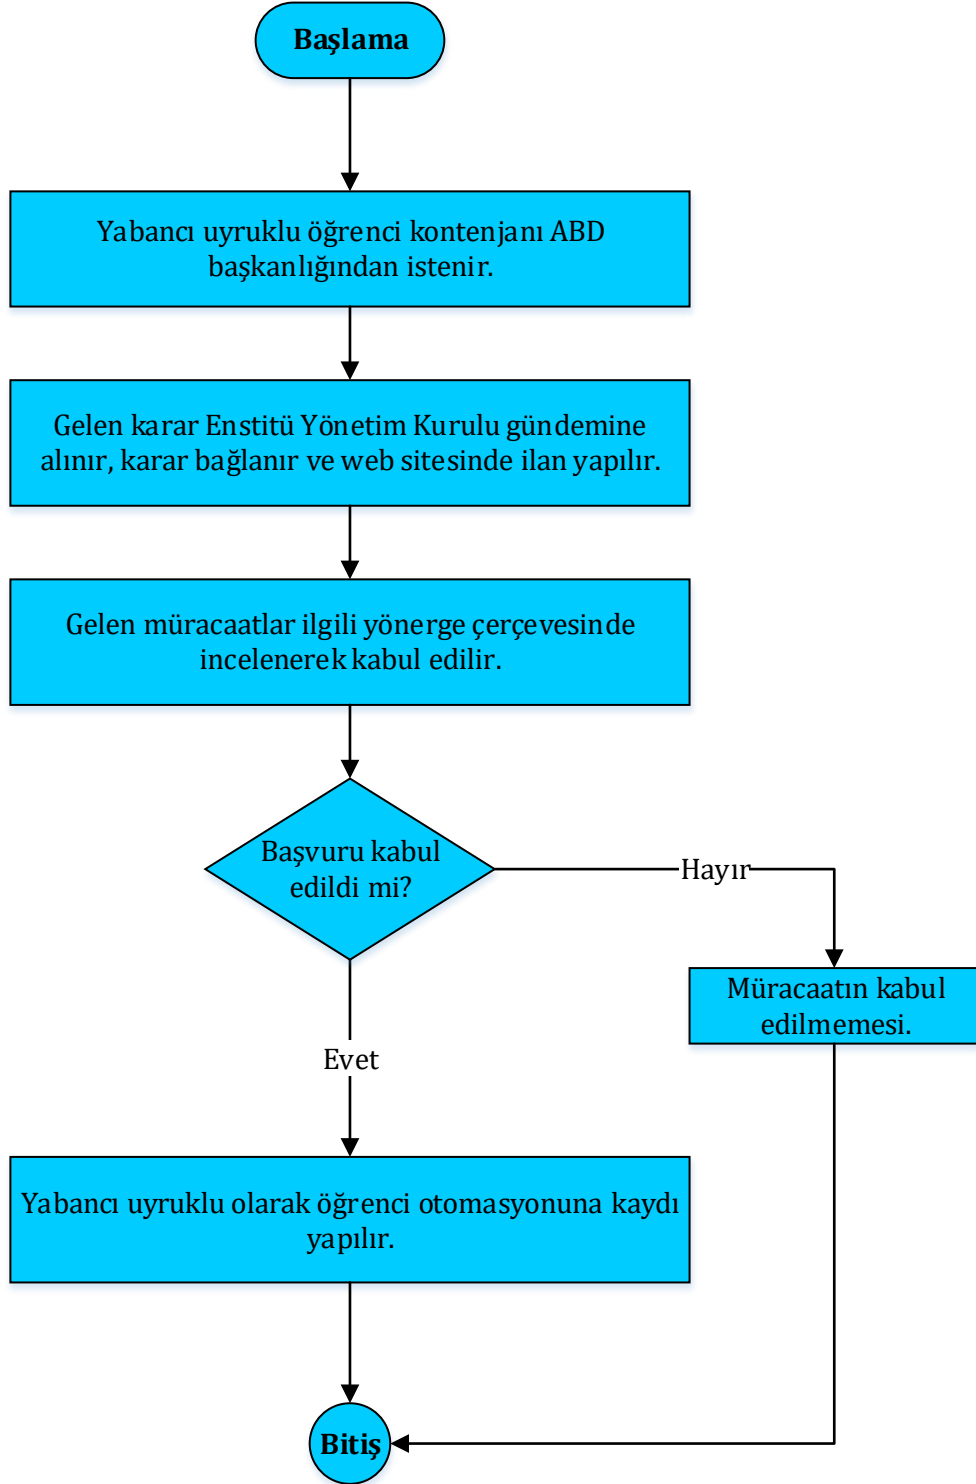 Başlama
Yabancı uyruklu öğrenci kontenjanı ABD
başkanlığından istenir.
Gelen karar Enstitü Yönetim Kurulu gündemine
alınır, karar bağlanır ve web sitesinde ilan yapılır.
Gelen müracaatlar ilgili yönerge çerçevesinde
incelenerek kabul edilir.
Başvuru kabul
edildi mi?
Hayır
Müracaatın kabul
edilmemesi.
Evet
Yabancı uyruklu olarak öğrenci otomasyonuna kaydı
yapılır.
Bitiş